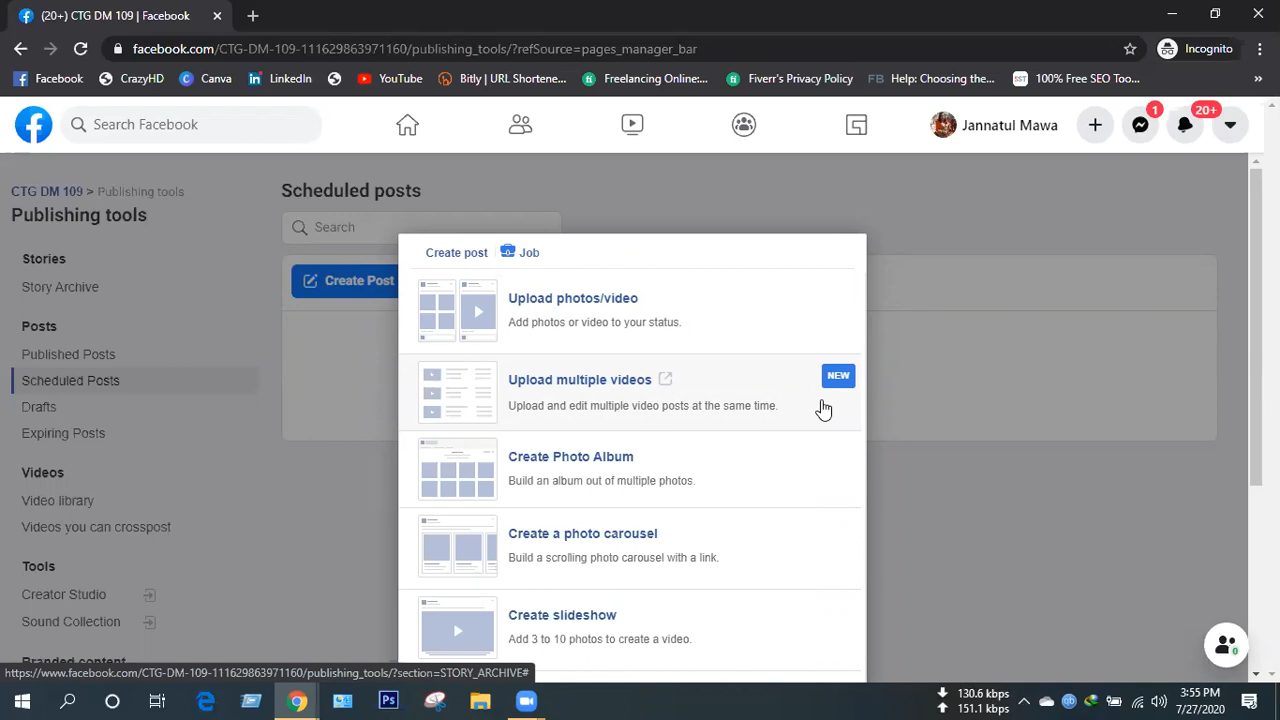 (20+) CTG DM 109 | Facebook
facebook.com/CTG-DM-109-111629863971160/publishing_tools/?refSource=pages_manager_bar
Incognito
Facebook CrazyHD Canva LinkedIn YouTube Bitly | URL Shortene... Freelancing Online:... Fiverr's Privacy Policy FB Help: Choosing the... SST 100% Free SEO Too... »
Search Facebook
Jannatul Mawa
1
20+
CTG DM 109 > Publishing tools
Publishing tools
Stories
Story Archive
Posts
Published Posts
Scheduled Posts
Drafts
Expiring Posts
Videos
Video library
Videos you can crosspost
Tools
Creator Studio
Sound Collection
Branded content
Scheduled posts
Search
Create Post
Create post Job
Upload photos/video
Add photos or video to your status.
Upload multiple videos
NEW
Upload and edit multiple video posts at the same time.
Create Photo Album
Build an album out of multiple photos.
Create a photo carousel
Build a scrolling photo carousel with a link.
Create slideshow
Add 3 to 10 photos to create a video.
0
https://www.facebook.com/CTG-DM-109-111629863971160/publishing_tools/?section=STORY_ARCHIVE#
Ps
130.6 kbps
151.1 kbps
3:55 PM
7/27/2020